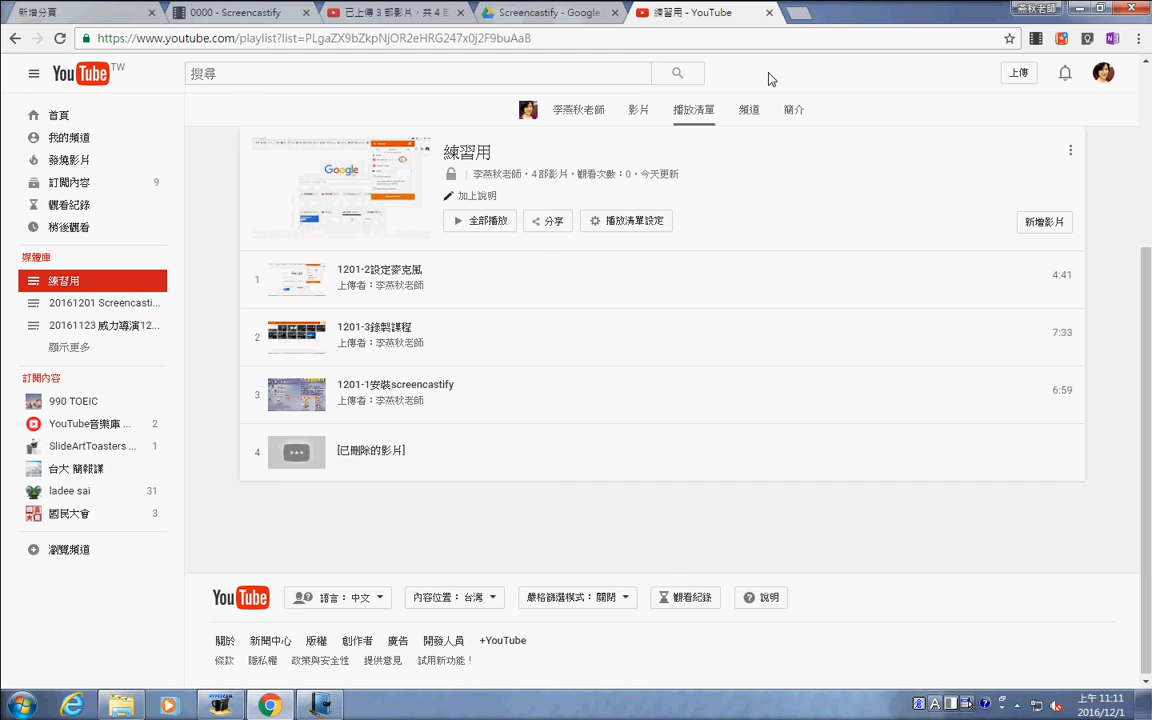 新增分頁
0000 - Screencastify
已上傳 3 部影片，共 4 部
Screencastify - Google
練習用 - YouTube
燕秋老師
https://www.youtube.com/playlist?list=PLgaZX9bZkpNjOR2eHRG247x0j2F9buAaB
YouTube TW
搜尋
上傳
李燕秋老師
影片
播放清單
頻道
簡介
首頁
我的頻道
發燒影片
訂閱內容 9
觀看紀錄
稍後觀看
媒體庫
練習用
20161201 Screencasti...
20161123 威力導演12...
顯示更多
訂閱內容
990 TOEIC
YouTube音樂庫 ... 2
SlideArtToasters ... 1
台大 簡報課
ladee sai 31
國民大會 3
瀏覽頻道
Google
練習用
李燕秋老師・4 部影片・觀看次數：0・今天更新
加上說明
全部播放
分享
播放清單設定
新增影片
1
1201-2設定麥克風
上傳者：李燕秋老師
4:41
2
1201-3錄製課程
上傳者：李燕秋老師
7:33
3
1201-1安裝screencastify
上傳者：李燕秋老師
6:59
4
[已刪除的影片]
YouTube
語言： 中文
內容位置： 台灣
嚴格篩選模式： 關閉
觀看紀錄
說明
關於 新聞中心 版權 創作者 廣告 開發人員 +YouTube
條款 隱私權 政策與安全性 提供意見 試用新功能！
上午 11:11
2016/12/1